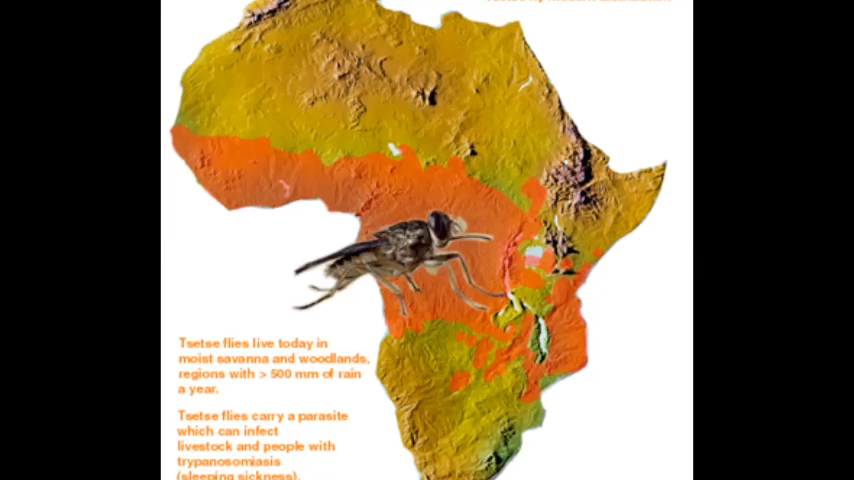 Tsetse flies live today in
moist savanna and woodlands,
regions with > 500 mm of rain
a year.
Tsetse flies carry a parasite
which can infect
livestock and people with
trypanosomiasis
(sleeping sickness).